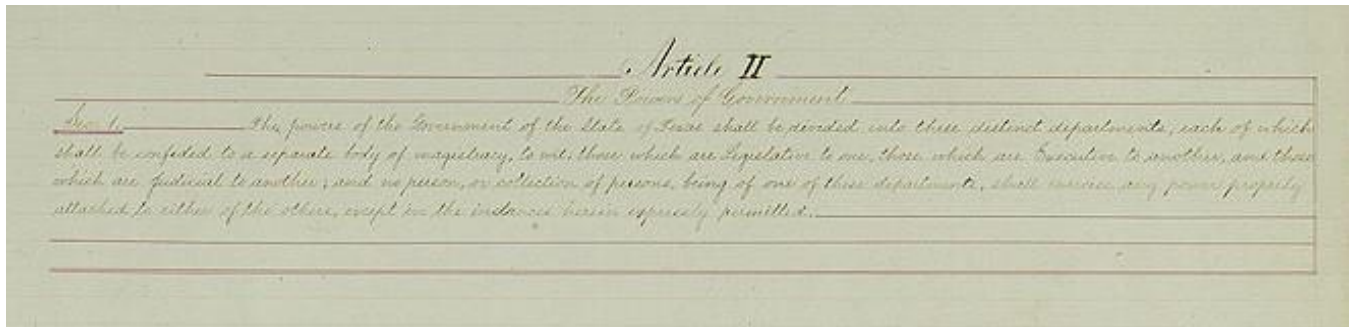 Article II
The Powers of Government
Sec. 1. The powers of the Government of the State of Texas shall be divided into three distinct departments, each of which
shall be confided to a separate body of magistracy, to wit: those which are Legislative to one, those which are Executive to another, and those
which are Judicial to another; and no person, or collection of persons, being of one of these departments, shall exercise any power properly
attached to either of the others, except in the instances herein expressly permitted.